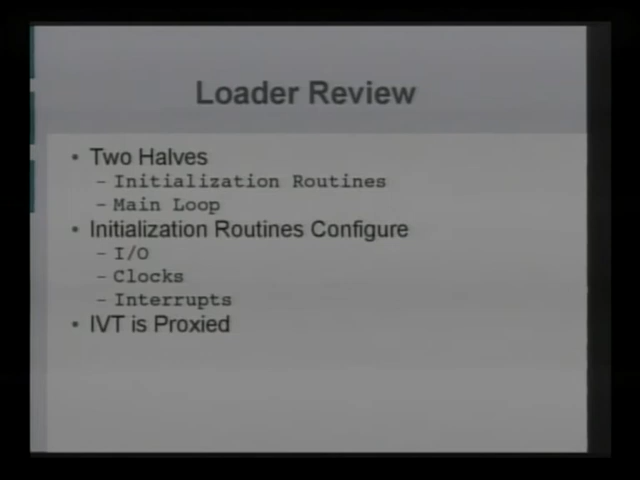 Loader Review
• Two Halves
– Initialization Routines
– Main Loop
• Initialization Routines Configure
– I/O
– Clocks
– Interrupts
• IVT is Proxied